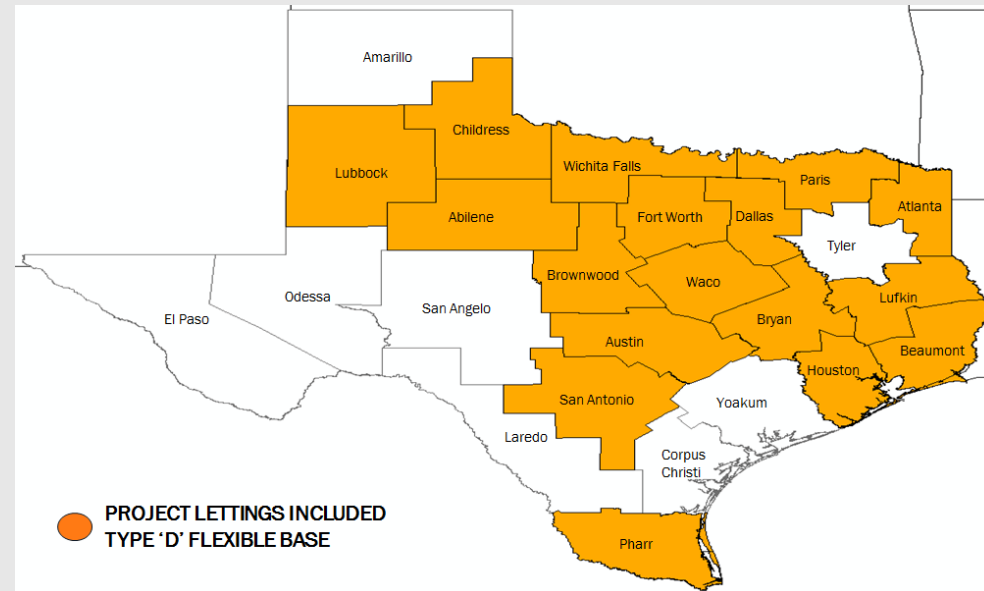 Amarillo
Childress
Lubbock
Wichita Falls
Paris
Atlanta
Abilene
Fort Worth
Dallas
Tyler
Brownwood
Waco
Odessa
San Angelo
Lufkin
El Paso
Bryan
Austin
Beaumont
Houston
San Antonio
Yoakum
Laredo
Corpus
Christi
PROJECT LETTINGS INCLUDED
TYPE ‘D’ FLEXIBLE BASE
Pharr